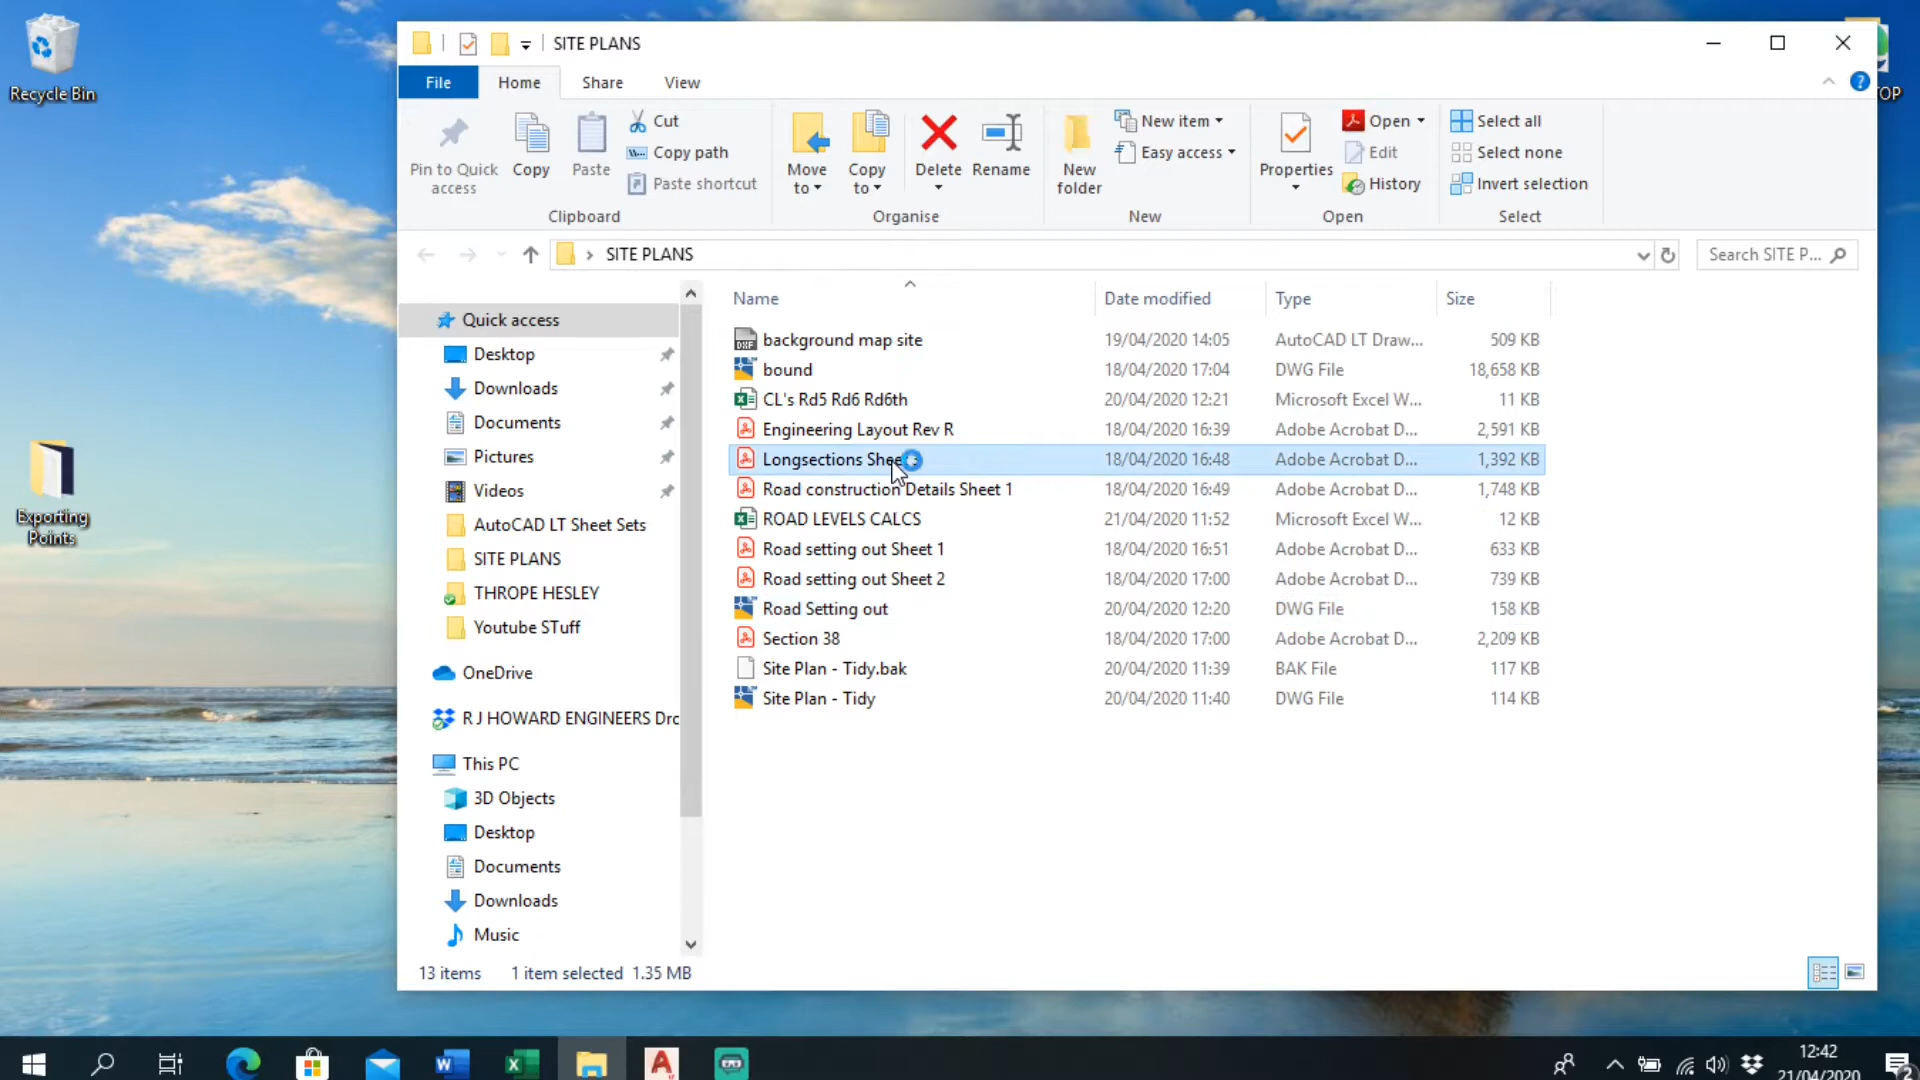 Recycle Bin
Exporting
Points
OP
SITE PLANS
File
Home
Share
View
Pin to Quick
access
Copy
Paste
Cut
Copy path
Paste shortcut
Clipboard
Move
to
Copy
to
Delete
Rename
Organise
New
folder
New item
Easy access
New
Properties
Open
Edit
History
Open
Select all
Select none
Invert selection
Select
SITE PLANS
Search SITE P...
Quick access
Desktop
Downloads
Documents
Pictures
Videos
AutoCAD LT Sheet Sets
SITE PLANS
THROPE HESLEY
Youtube STuff
OneDrive
R J HOWARD ENGINEERS Drc
This PC
3D Objects
Desktop
Documents
Downloads
Music
Name Date modified Type Size
background map site 19/04/2020 14:05 AutoCAD LT Draw... 509 KB
bound 18/04/2020 17:04 DWG File 18,658 KB
CL's Rd5 Rd6 Rd6th 20/04/2020 12:21 Microsoft Excel W... 11 KB
Engineering Layout Rev R 18/04/2020 16:39 Adobe Acrobat D... 2,591 KB
Longsections 18/04/2020 16:48 Adobe Acrobat D... 1,392 KB
Road construction Details Sheet 1 18/04/2020 16:49 Adobe Acrobat D... 1,748 KB
ROAD LEVELS CALCS 21/04/2020 11:52 Microsoft Excel W... 12 KB
Road setting out Sheet 1 18/04/2020 16:51 Adobe Acrobat D... 633 KB
Road setting out Sheet 2 18/04/2020 17:00 Adobe Acrobat D... 739 KB
Road Setting out 20/04/2020 12:20 DWG File 158 KB
Section 38 18/04/2020 17:00 Adobe Acrobat D... 2,209 KB
Site Plan - Tidy.bak 20/04/2020 11:39 BAK File 117 KB
Site Plan - Tidy 20/04/2020 11:40 DWG File 114 KB
13 items 1 item selected 1.35 MB
12:42
21/04/2020
2